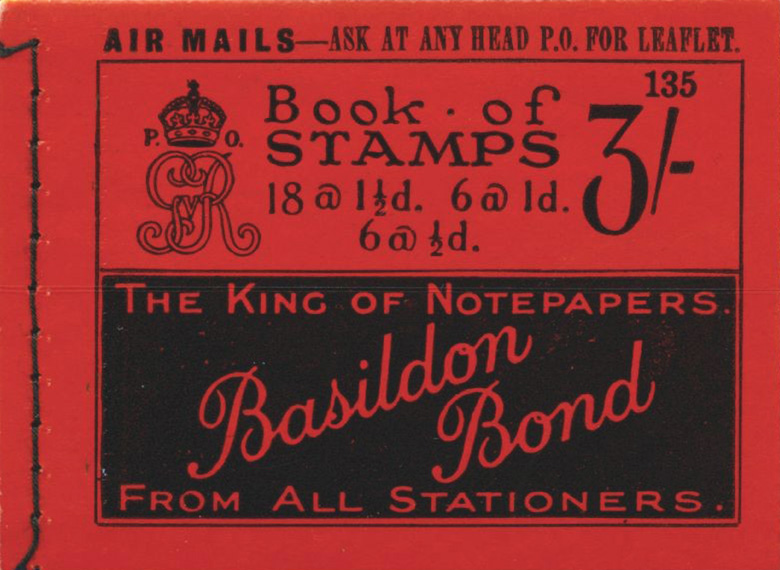 AIR MAILS—ASK AT ANY HEAD P.O. FOR LEAFLET.
135
P. O.
GVR
Book · of
STAMPS
3/-
18 @ 1½d. 6 @ 1d.
6 @ ½d.
THE KING OF NOTEPAPERS.
Basildon
Bond
FROM ALL STATIONERS.